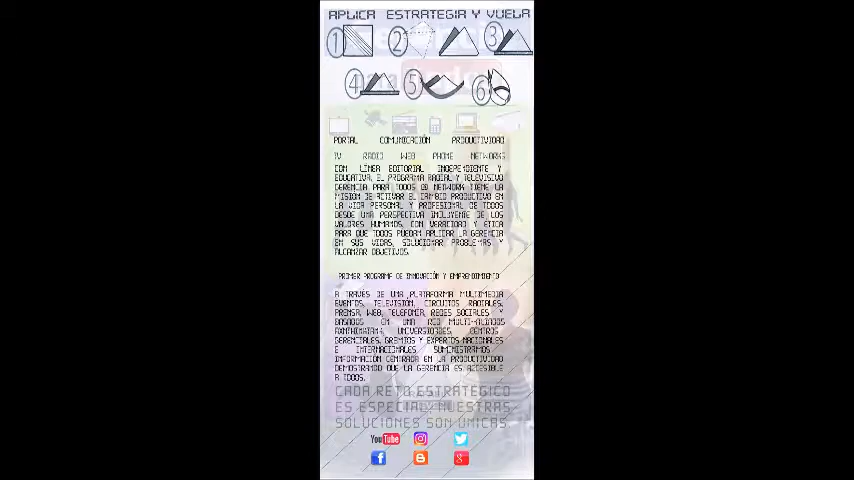 APLICA ESTRATEGIA Y VUELA
1 2 3
4 5 6
PORTAL COMUNICACIÓN PRODUCTIVIDAD
TV RADIO WEB PHONE NETWORKS
CON LÍNEA EDITORIAL INDEPENDIENTE Y
EDUCATIVA, EL PROGRAMA RADIAL Y TELEVISIVO
GERENCIA PARA TODOS @ NETWORK TIENE LA
MISIÓN DE ACTIVAR EL CAMBIO PRODUCTIVO EN
LA VIDA PERSONAL Y PROFESIONAL DE TODOS
DESDE UNA PERSPECTIVA INCLUYENTE DE LOS
VALORES HUMANOS, CON VERACIDAD Y ÉTICA
PARA QUE TODOS PUEDAN APLICAR LA GERENCIA
EN SUS VIDAS, SOLUCIONAR PROBLEMAS Y
ALCANZAR OBJETIVOS.
PRIMER PROGRAMA DE INNOVACIÓN Y EMPRENDIMIENTO
A TRAVÉS DE UNA PLATAFORMA MULTIMEDIA
EVENTOS, TELEVISIÓN, CIRCUITOS RADIALES,
PRENSA, WEB, TELEFONÍA, REDES SOCIALES Y
BASADOS EN UNA RED MULTI-ALIADOS
UNIVERSIDADES, CENTROS
GERENCIALES, GREMIOS Y EXPERTOS NACIONALES
E INTERNACIONALES SUMINISTRAMOS
INFORMACIÓN CENTRADA EN LA PRODUCTIVIDAD
DEMOSTRANDO QUE LA GERENCIA ES ACCESIBLE
A TODOS.
CADA RETO ESTRATÉGICO
ES ESPECIAL, NUESTRAS
SOLUCIONES SON ÚNICAS.
YouTube